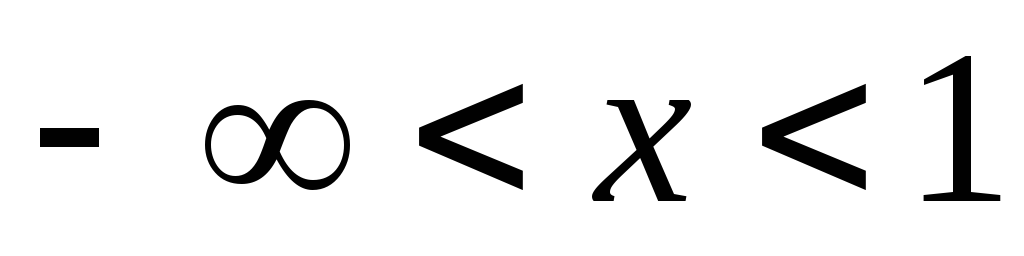 - ∞ < x < 1